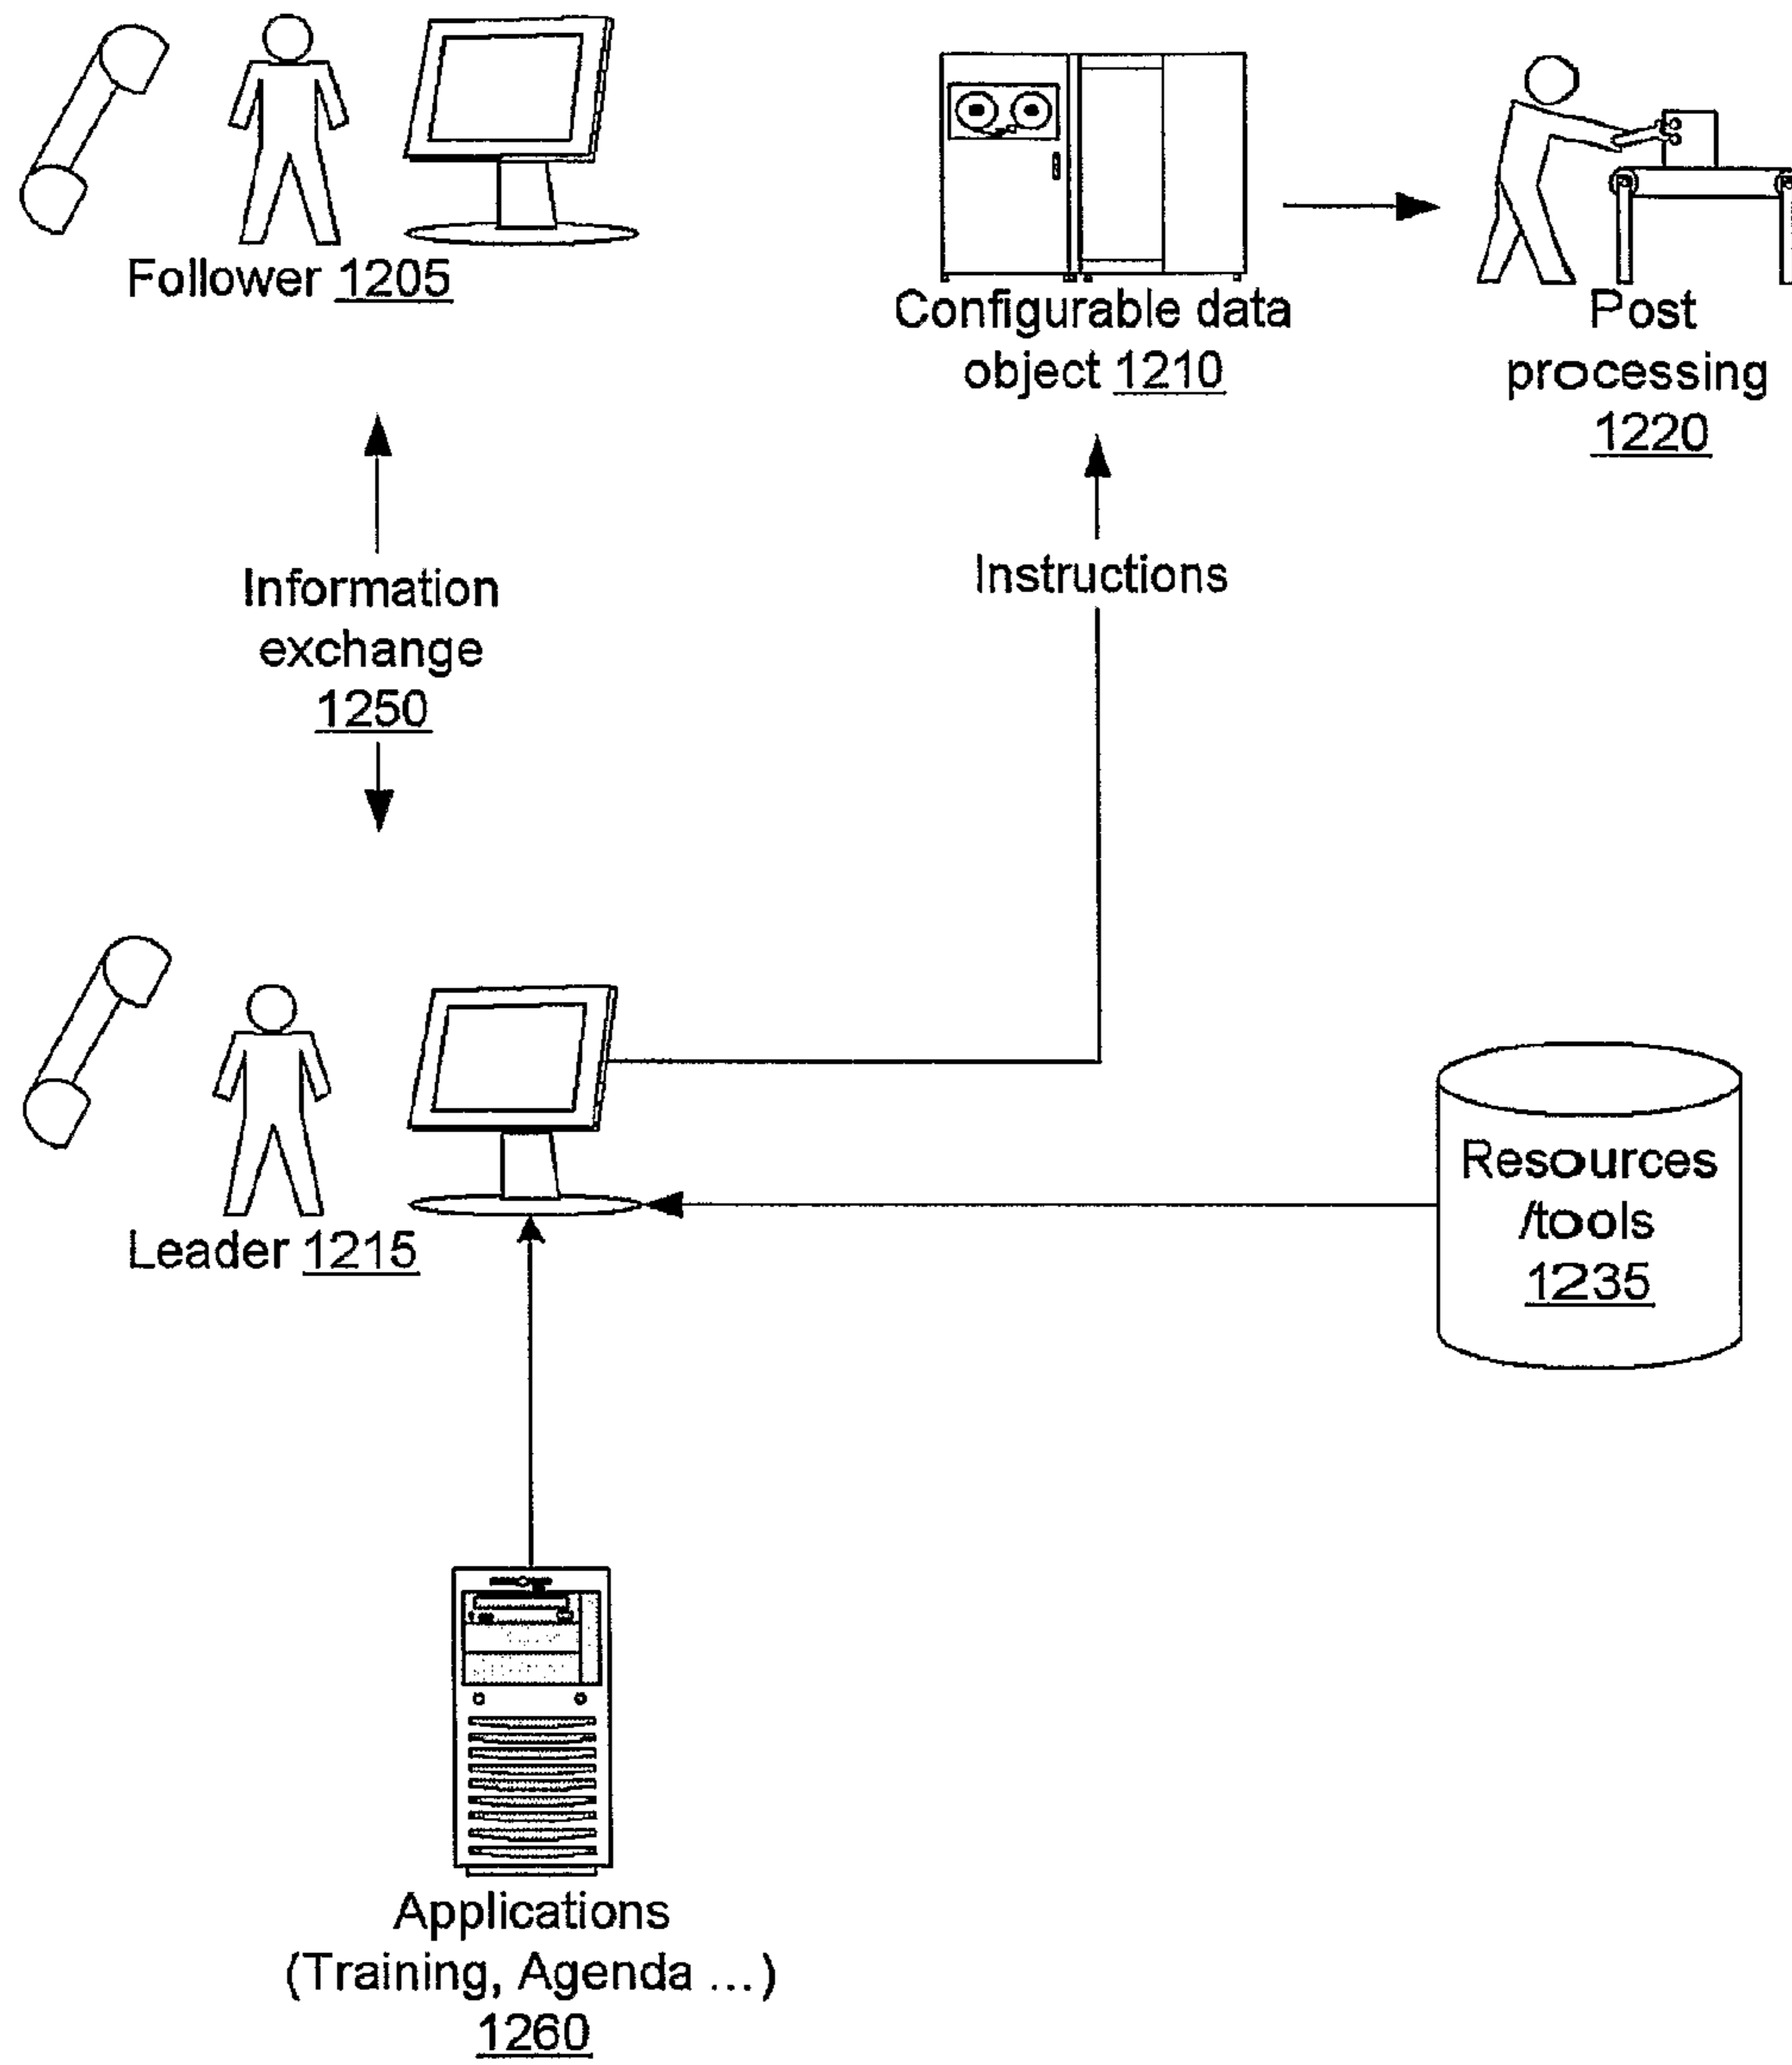 Follower 1205
Configurable data
object 1210
Post
processing
1220
Information
exchange
1250
Instructions
Leader 1215
Resources
/tools
1235
Applications
(Training, Agenda ...)
1260